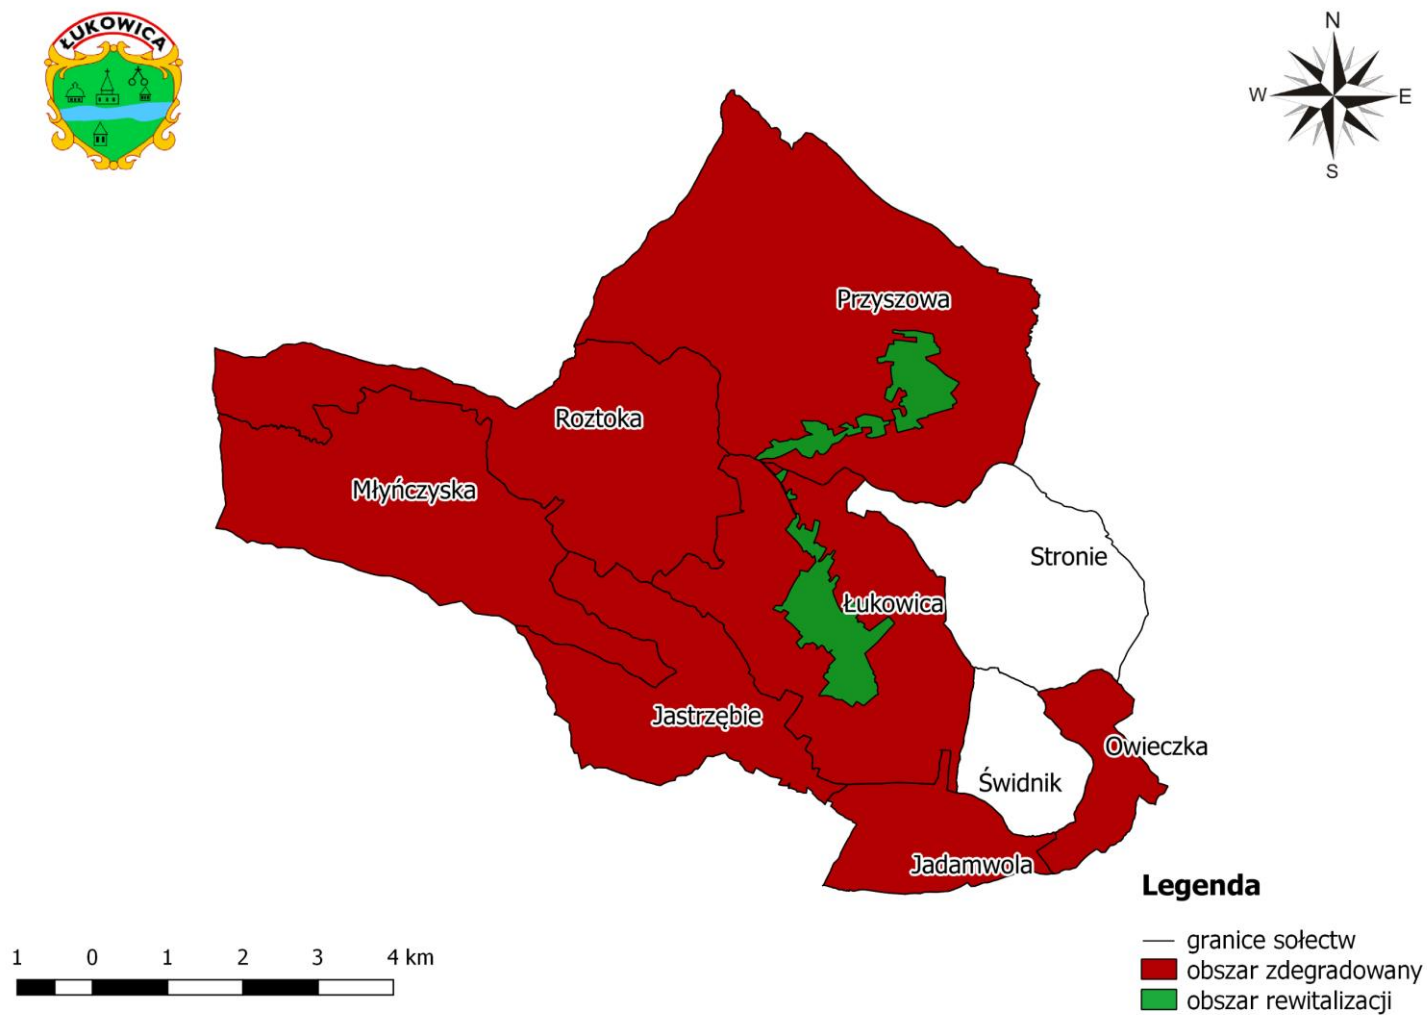 ŁUKOWICA
N
W E
S
Przyszowa
Roztoka
Młyńczyska
Stronie
Łukowica
Jastrzębie
Owieczka
Świdnik
Jadamwola
Legenda
granice sołectw
obszar zdegradowany
obszar rewitalizacji
1 0 1 2 3 4 km